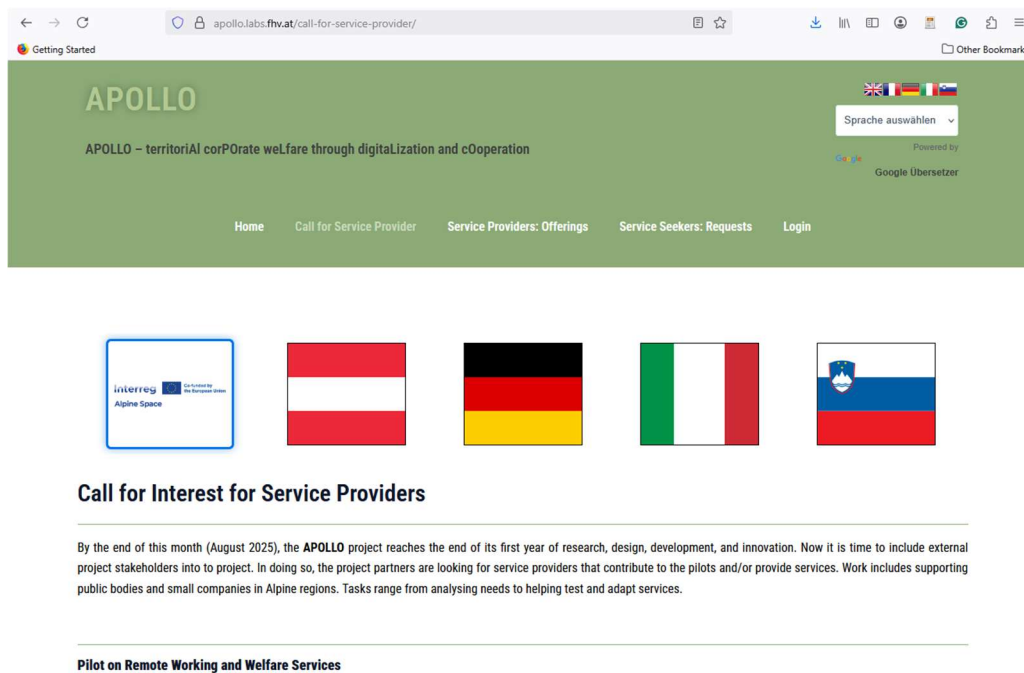 apollo.labs.fhv.at/call-for-service-provider/
Getting Started
Other Bookmark
APOLLO
APOLLO – territoriAl corPOrate weLfare through digitaLization and cOoperation
Sprache auswählen
Powered by
Google
Google Übersetzer
Home
Call for Service Provider
Service Providers: Offerings
Service Seekers: Requests
Login
Interreg
Co-funded by
the European Union
Alpine Space
Call for Interest for Service Providers
By the end of this month (August 2025), the APOLLO project reaches the end of its first year of research, design, development, and innovation. Now it is time to include external
project stakeholders into to project. In doing so, the project partners are looking for service providers that contribute to the pilots and/or provide services. Work includes supporting
public bodies and small companies in Alpine regions. Tasks range from analysing needs to helping test and adapt services.
Pilot on Remote Working and Welfare Services